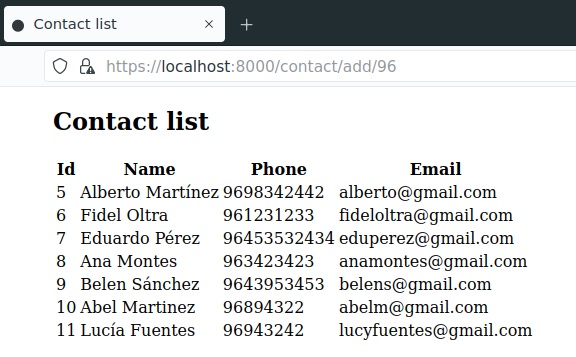 Contact list
https://localhost:8000/contact/add/96
Contact list
Id Name Phone Email
5 Alberto Martínez 9698342442 alberto@gmail.com
6 Fidel Oltra 961231233 fideloltra@gmail.com
7 Eduardo Pérez 96453532434 eduperez@gmail.com
8 Ana Montes 963423423 anamontes@gmail.com
9 Belen Sánchez 9643953453 belens@gmail.com
10 Abel Martinez 96894322 abelm@gmail.com
11 Lucía Fuentes 96943242 lucyfuentes@gmail.com